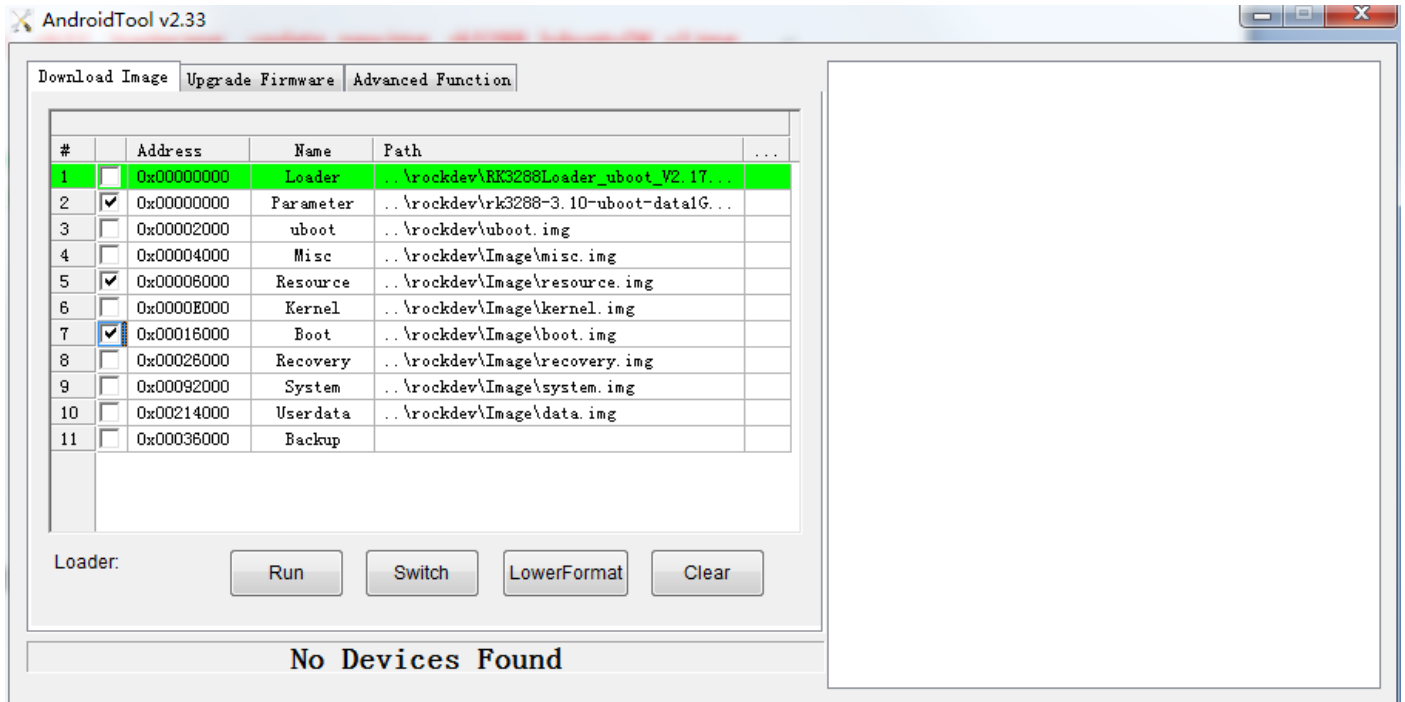 AndroidTool v2.33
Download Image Upgrade Firmware Advanced Function
# Address Name Path ...
1 0x00000000 Loader ..\rockdev\RK3288Loader_uboot_V2.17...
2 0x00000000 Parameter ..\rockdev\rk3288-3.10-uboot-data1G...
3 0x00002000 uboot ..\rockdev\uboot.img
4 0x00004000 Misc ..\rockdev\Image\misc.img
5 0x00006000 Resource ..\rockdev\Image\resource.img
6 0x0000E000 Kernel ..\rockdev\Image\kernel.img
7 0x00016000 Boot ..\rockdev\Image\boot.img
8 0x00026000 Recovery ..\rockdev\Image\recovery.img
9 0x00092000 System ..\rockdev\Image\system.img
10 0x00214000 Userdata ..\rockdev\Image\data.img
11 0x00036000 Backup
Loader: Run Switch LowerFormat Clear
No Devices Found